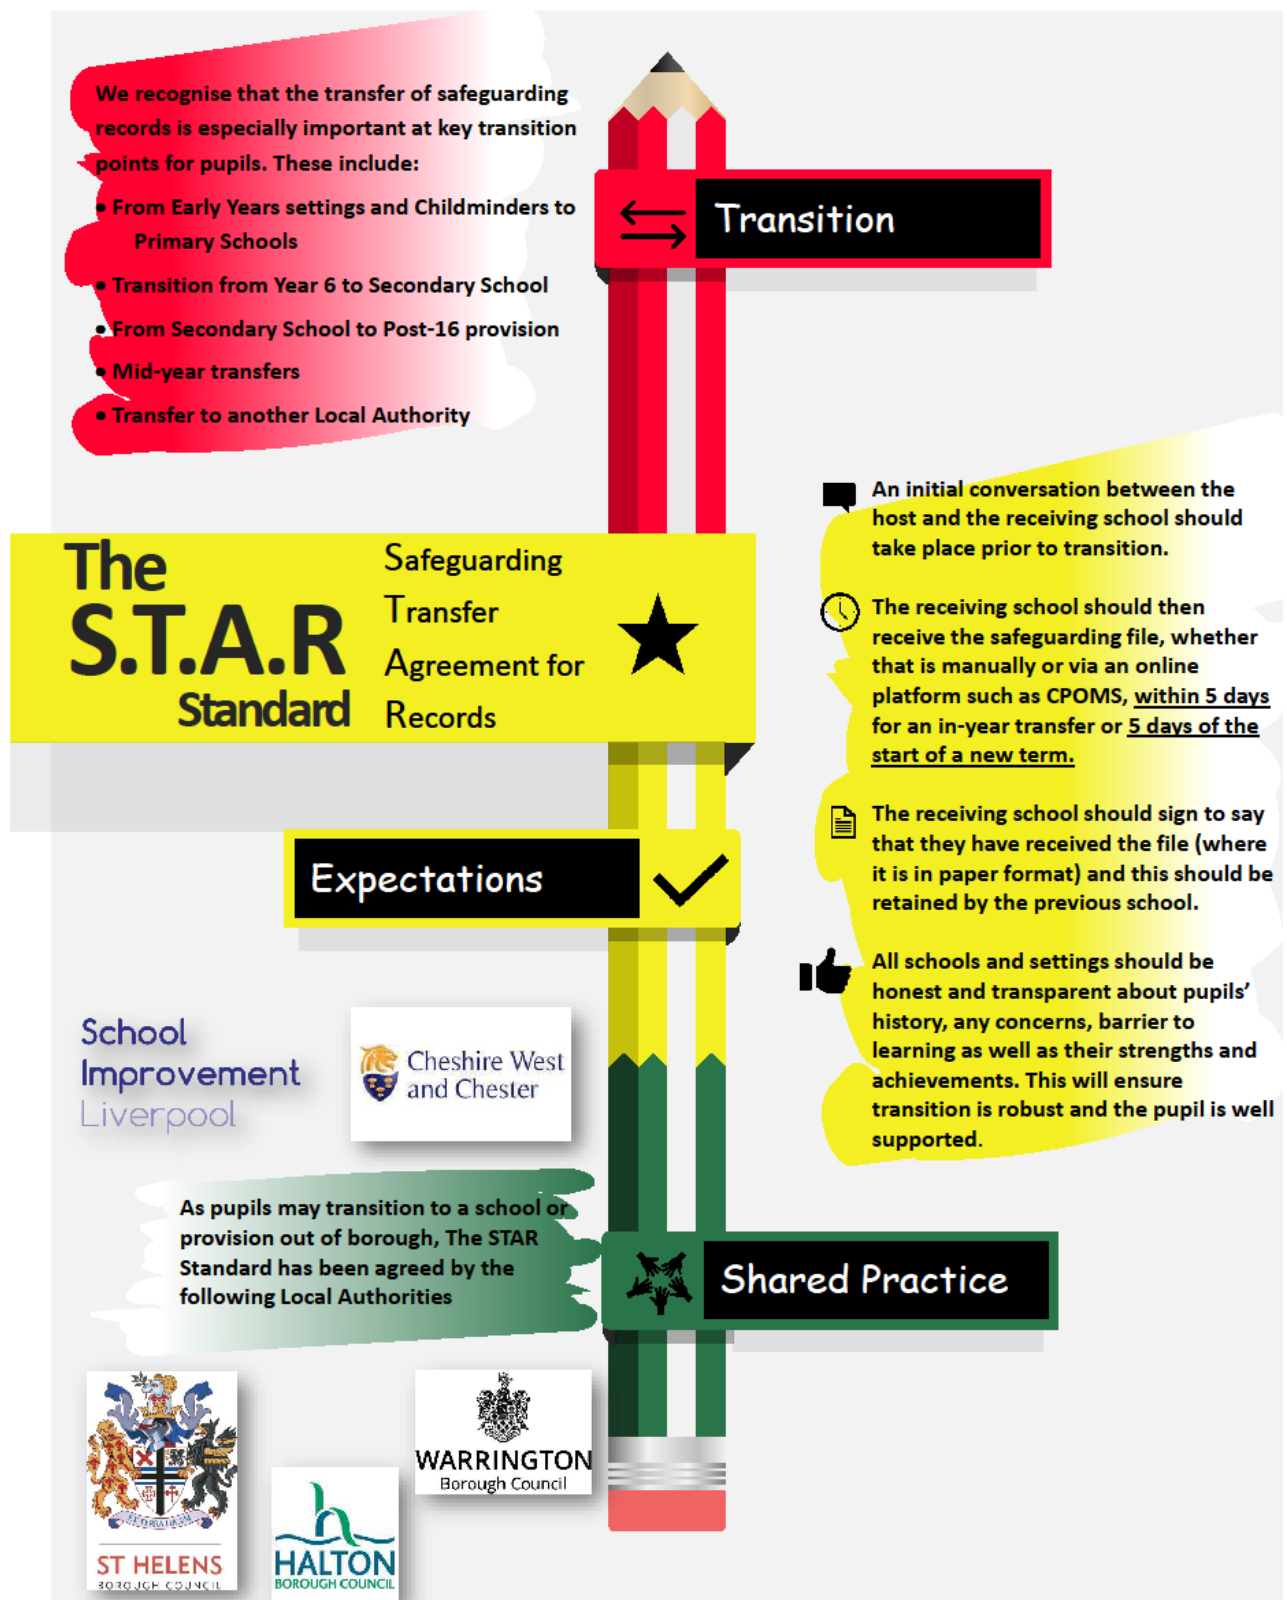 We recognise that the transfer of safeguarding
records is especially important at key transition
points for pupils. These include:
• From Early Years settings and Childminders to
Primary Schools
• Transition from Year 6 to Secondary School
• From Secondary School to Post-16 provision
• Mid-year transfers
• Transfer to another Local Authority
Transition
The
S.T.A.R
Standard
Safeguarding
Transfer
Agreement for
Records
An initial conversation between the
host and the receiving school should
take place prior to transition.
The receiving school should then
receive the safeguarding file, whether
that is manually or via an online
platform such as CPOMS, within 5 days
for an in-year transfer or 5 days of the
start of a new term.
The receiving school should sign to say
that they have received the file (where
it is in paper format) and this should be
retained by the previous school.
All schools and settings should be
honest and transparent about pupils’
history, any concerns, barrier to
learning as well as their strengths and
achievements. This will ensure
transition is robust and the pupil is well
supported.
Expectations
School
Improvement
Liverpool
Cheshire West
and Chester
As pupils may transition to a school or
provision out of borough, The STAR
Standard has been agreed by the
following Local Authorities
Shared Practice
ST HELENS
BOROUGH COUNCIL
HALTON
BOROUGH COUNCIL
WARRINGTON
Borough Council